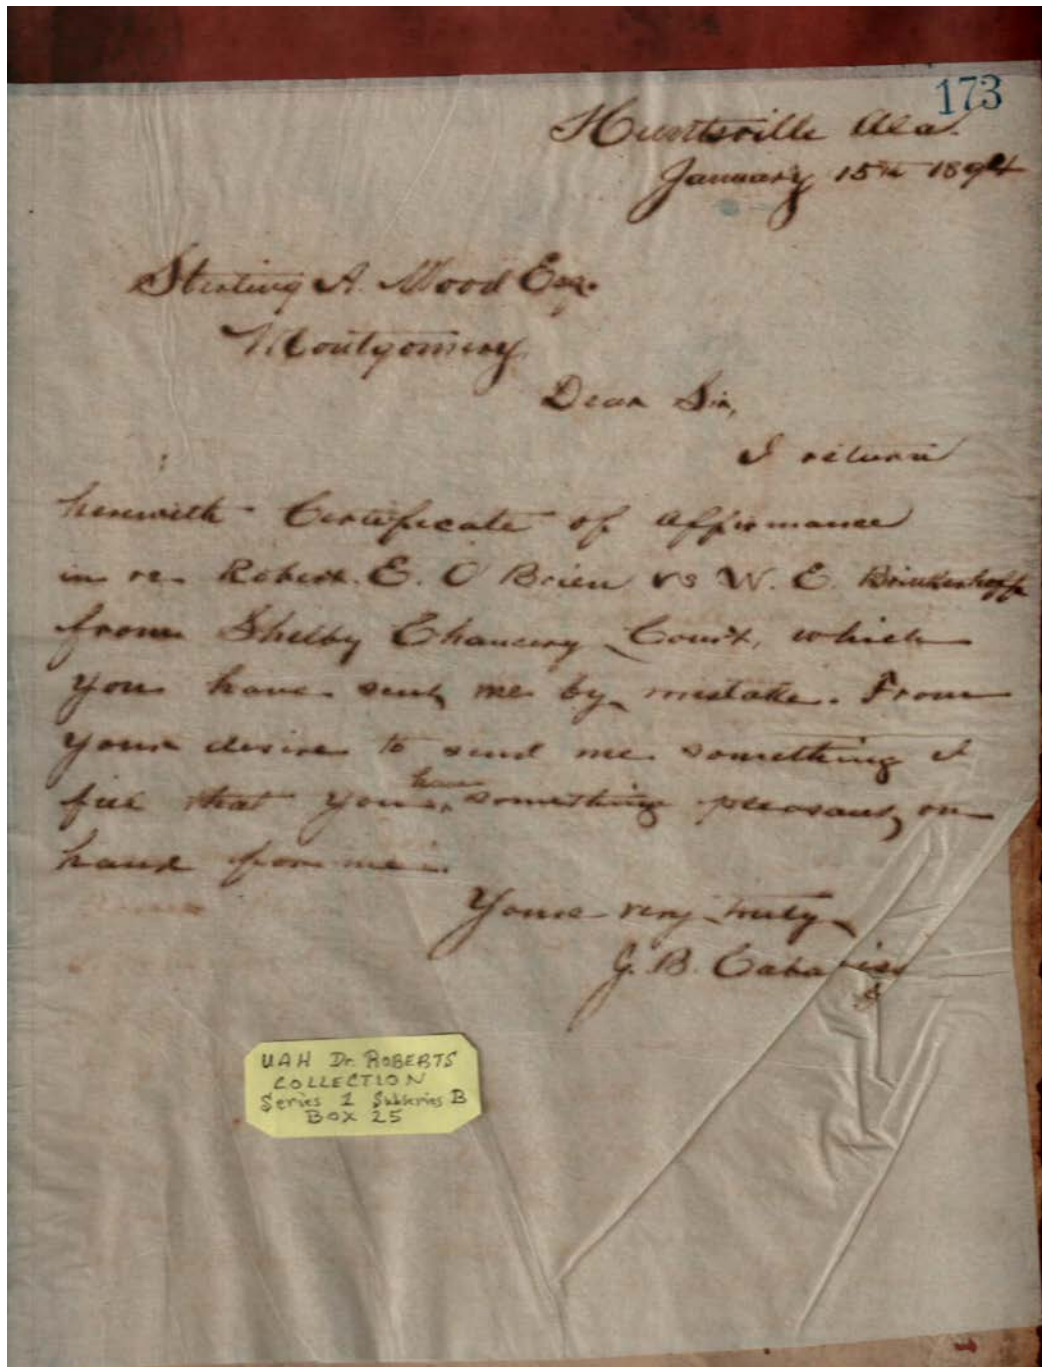 173
Huntsville Ala.
January 15th 1894
Sterling A. Wood Esq.
Montgomery
Dear Sir,
I return
herewith Certificate of Affirmance
in re Robert. E. O Brien vs W. E. Brinkerhoff
from Shelby Chancery Court, which
you have sent me by mistake. From
your desire to send me something I
feel that you have something pleasant on
hand for me.
Yours very truly
J. B. Cabaniss
UAH Dr. ROBERTS
COLLECTION
Series 1 Subseries B
BOX 25